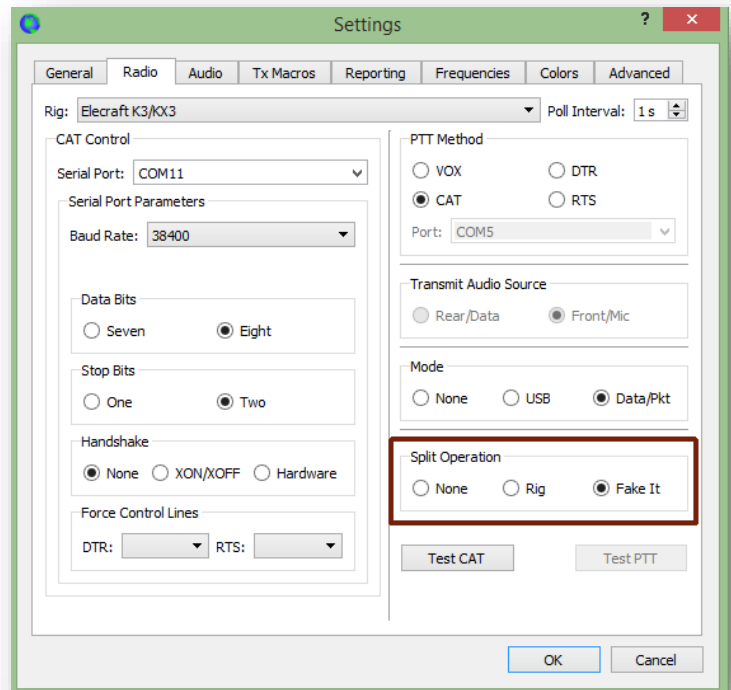 Settings
? ×
General Radio Audio Tx Macros Reporting Frequencies Colors Advanced
Rig: Elecraft K3/KX3 Poll Interval: 1 s
CAT Control
Serial Port: COM11
Serial Port Parameters
Baud Rate: 38400
Data Bits
Seven Eight
Stop Bits
One Two
Handshake
None XON/XOFF Hardware
Force Control Lines
DTR: RTS:
PTT Method
VOX DTR
CAT RTS
Port: COM5
Transmit Audio Source
Rear/Data Front/Mic
Mode
None USB Data/Pkt
Split Operation
None Rig Fake It
Test CAT Test PTT
OK Cancel